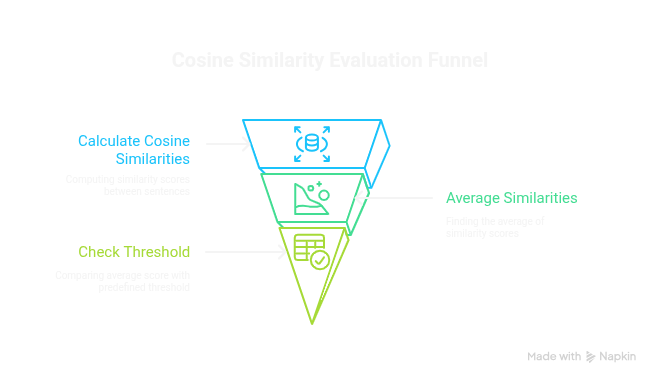 Cosine Similarity Evaluation Funnel
Calculate Cosine
Similarities
Computing similarity scores
between sentences
Average Similarities
Finding the average of
similarity scores
Check Threshold
Comparing average score with
predefined threshold
Made with Napkin